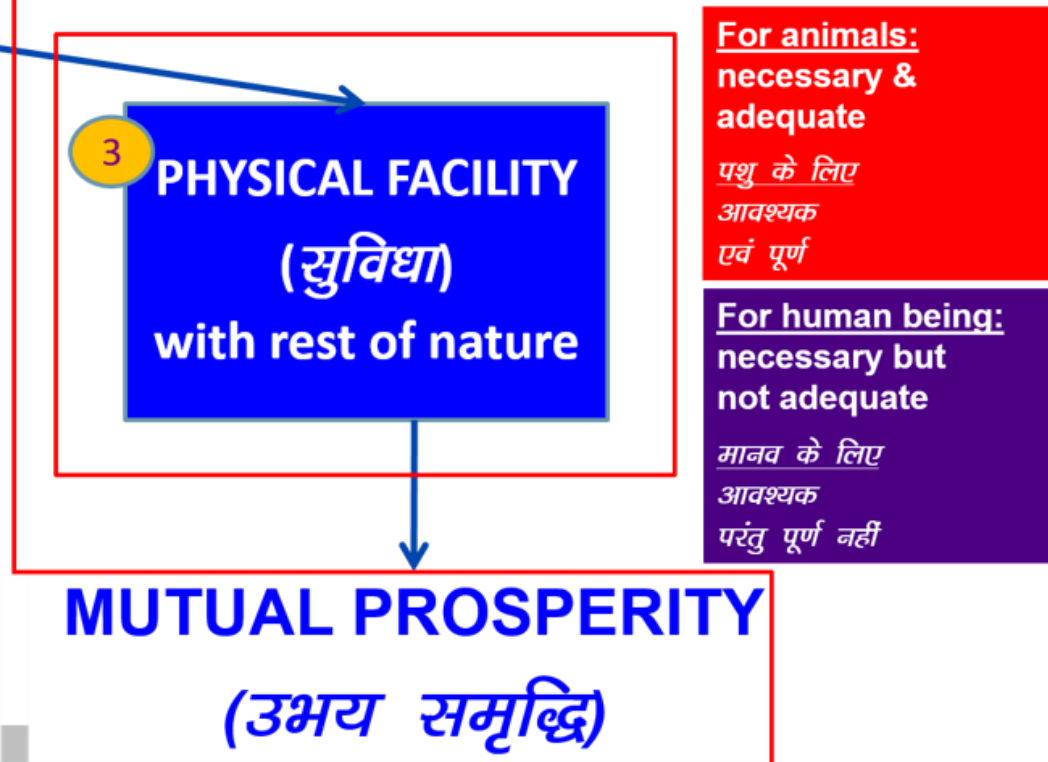 3
PHYSICAL FACILITY
(सुविधा)
with rest of nature
For animals:
necessary &
adequate
पशु के लिए
आवश्यक
एवं पूर्ण
For human being:
necessary but
not adequate
मानव के लिए
आवश्यक
परंतु पूर्ण नहीं
MUTUAL PROSPERITY
(उभय समृद्धि)